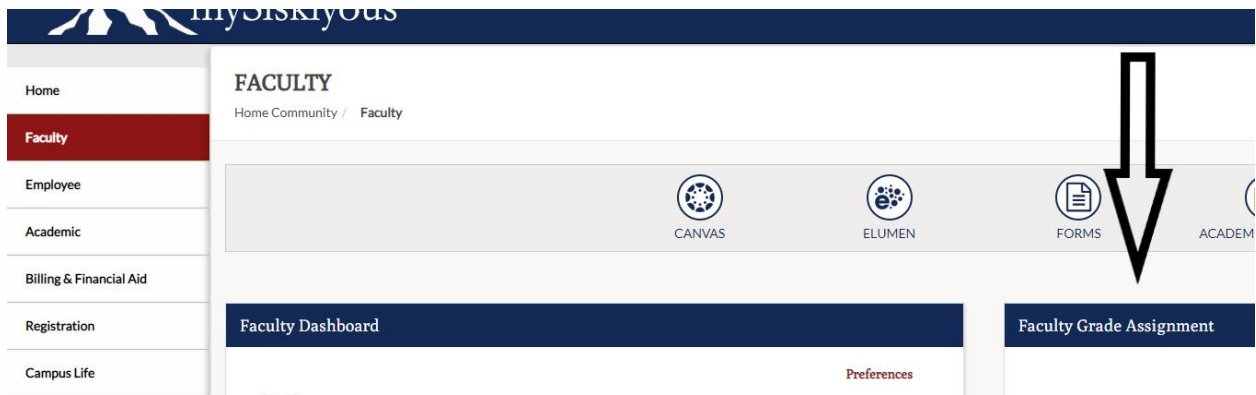 mySiskiyous
Home
Faculty
Employee
Academic
Billing & Financial Aid
Registration
Campus Life
FACULTY
Home Community / Faculty
CANVAS
ELUMEN
FORMS
Faculty Dashboard
Preferences
Faculty Grade Assignment